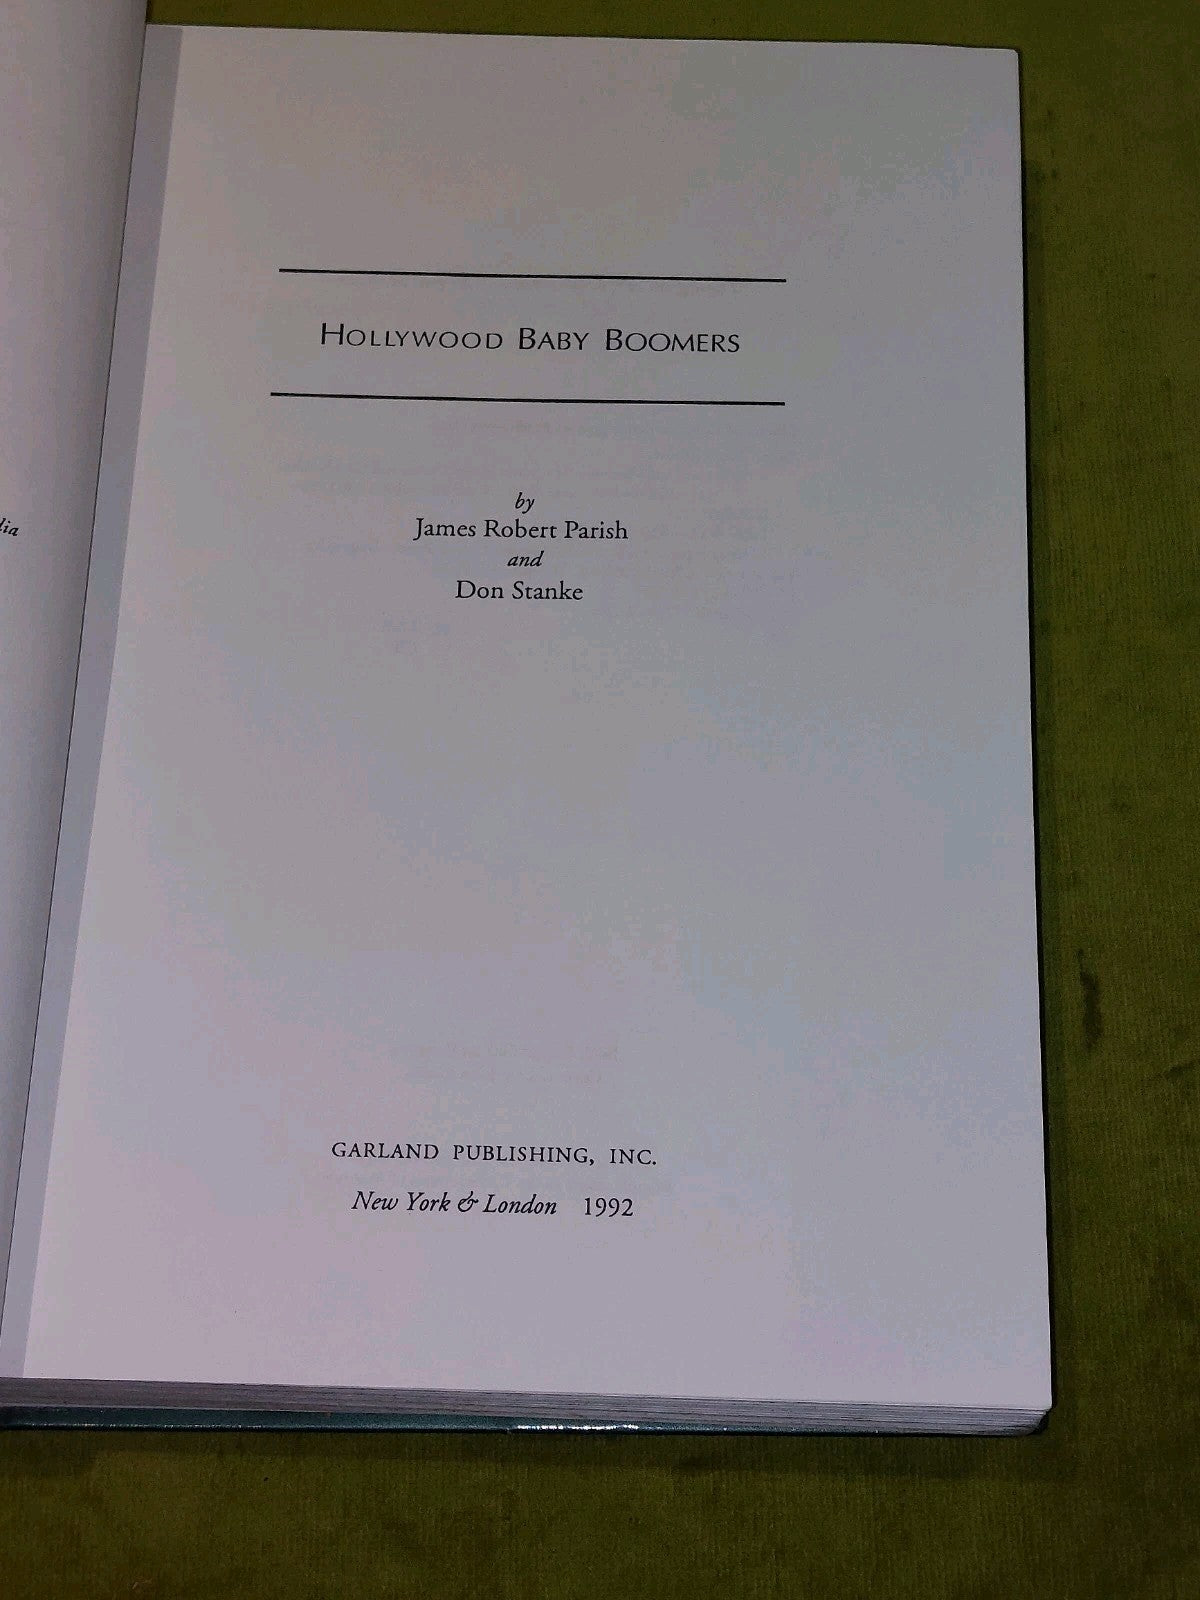 HOLLYWOOD BABY BOOMERS
by
James Robert Parish
and
Don Stanke
GARLAND PUBLISHING, INC.
New York & London 1992